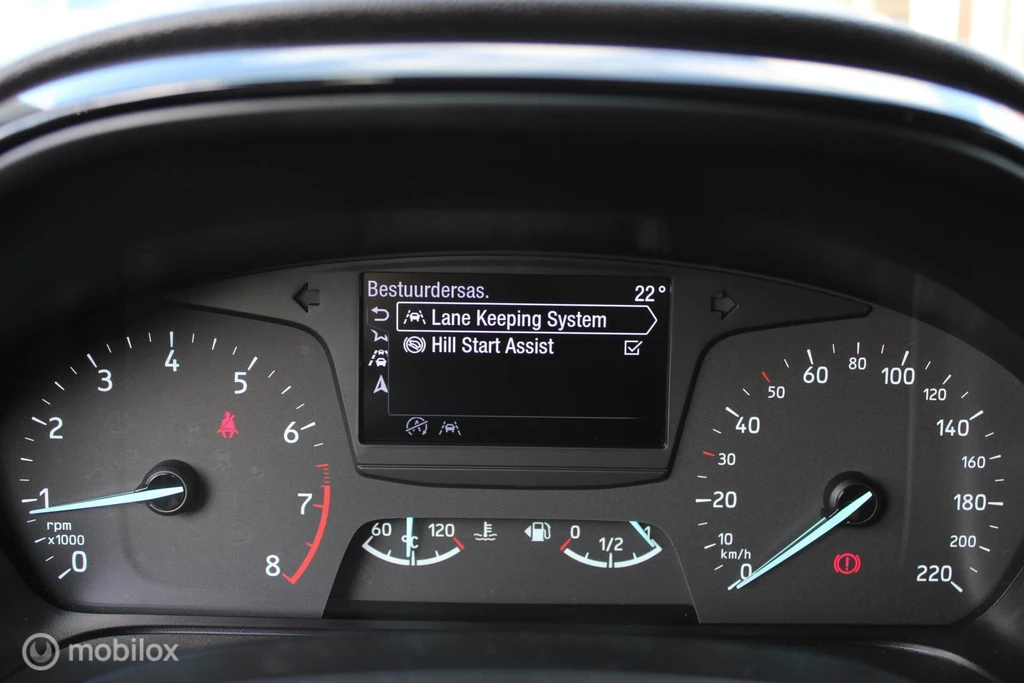 Bestuurdersas. 22°
Lane Keeping System
Hill Start Assist
0 1 2 3 4 5 6 7 8
rpm
x1000
60 °C 120
0 1/2 1
0 10 20 30 40 50 60 80 100 120 140 160 180 200 220
km/h
mobilox